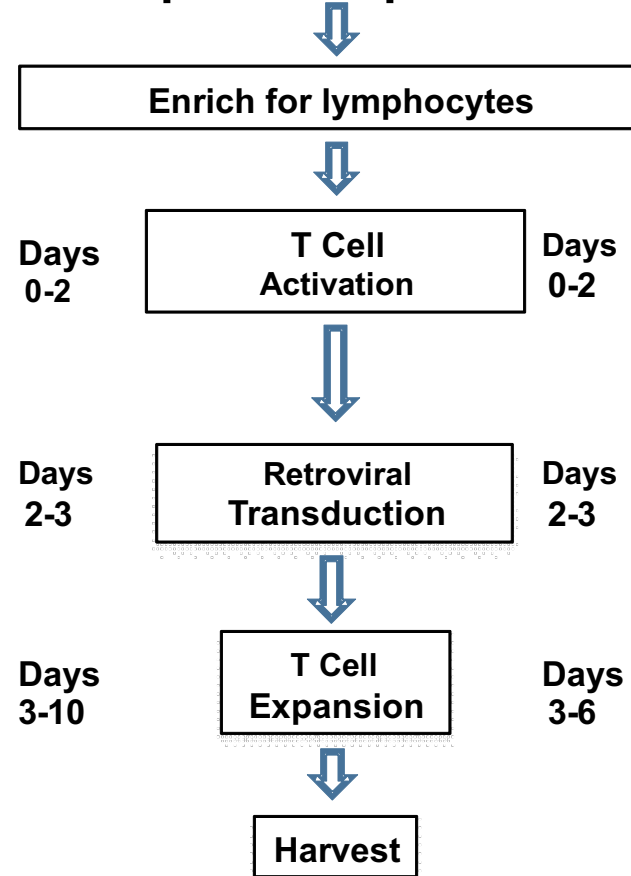 Enrich for lymphocytes
Days
0-2
T Cell
Activation
Days
0-2
Days
2-3
Retroviral
Transduction
Days
2-3
Days
3-10
T Cell
Expansion
Days
3-6
Harvest